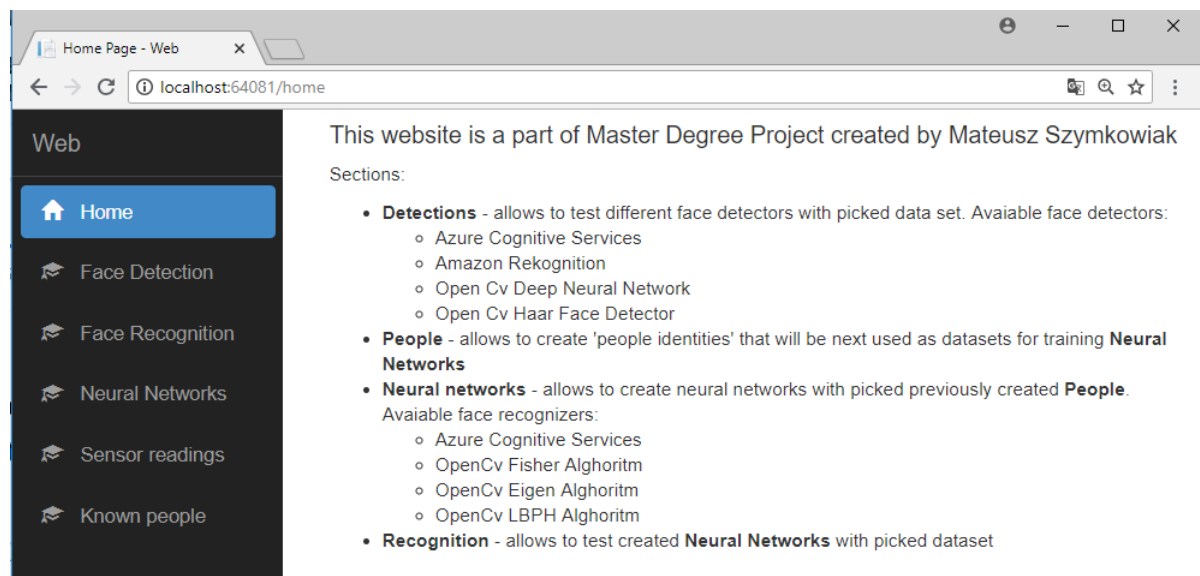 Home Page - Web
localhost:64081/home
Web
Home
Face Detection
Face Recognition
Neural Networks
Sensor readings
Known people
This website is a part of Master Degree Project created by Mateusz Szymkowiak
Sections:
Detections - allows to test different face detectors with picked data set. Avaiable face detectors:
Azure Cognitive Services
Amazon Rekognition
Open Cv Deep Neural Network
Open Cv Haar Face Detector
People - allows to create 'people identities' that will be next used as datasets for training Neural
Networks
Neural networks - allows to create neural networks with picked previously created People.
Avaiable face recognizers:
Azure Cognitive Services
OpenCv Fisher Alghoritm
OpenCv Eigen Alghoritm
OpenCv LBPH Alghoritm
Recognition - allows to test created Neural Networks with picked dataset